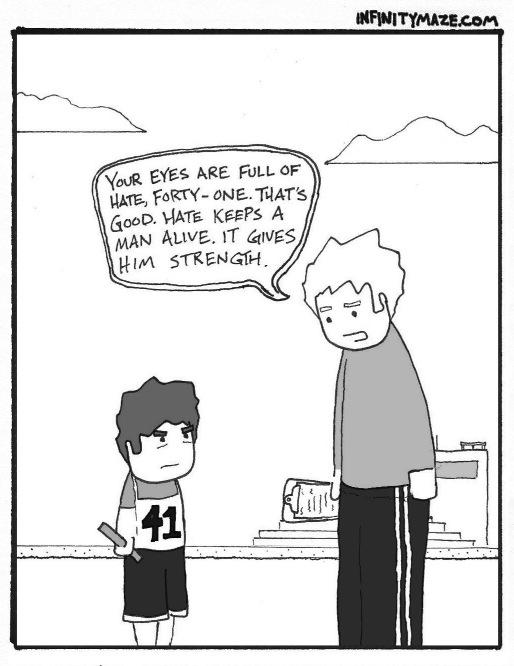 INFINITYMAZE.COM
YOUR EYES ARE FULL OF
HATE, FORTY-ONE. THAT'S
GOOD. HATE KEEPS A
MAN ALIVE. IT GIVES
HIM STRENGTH.
41